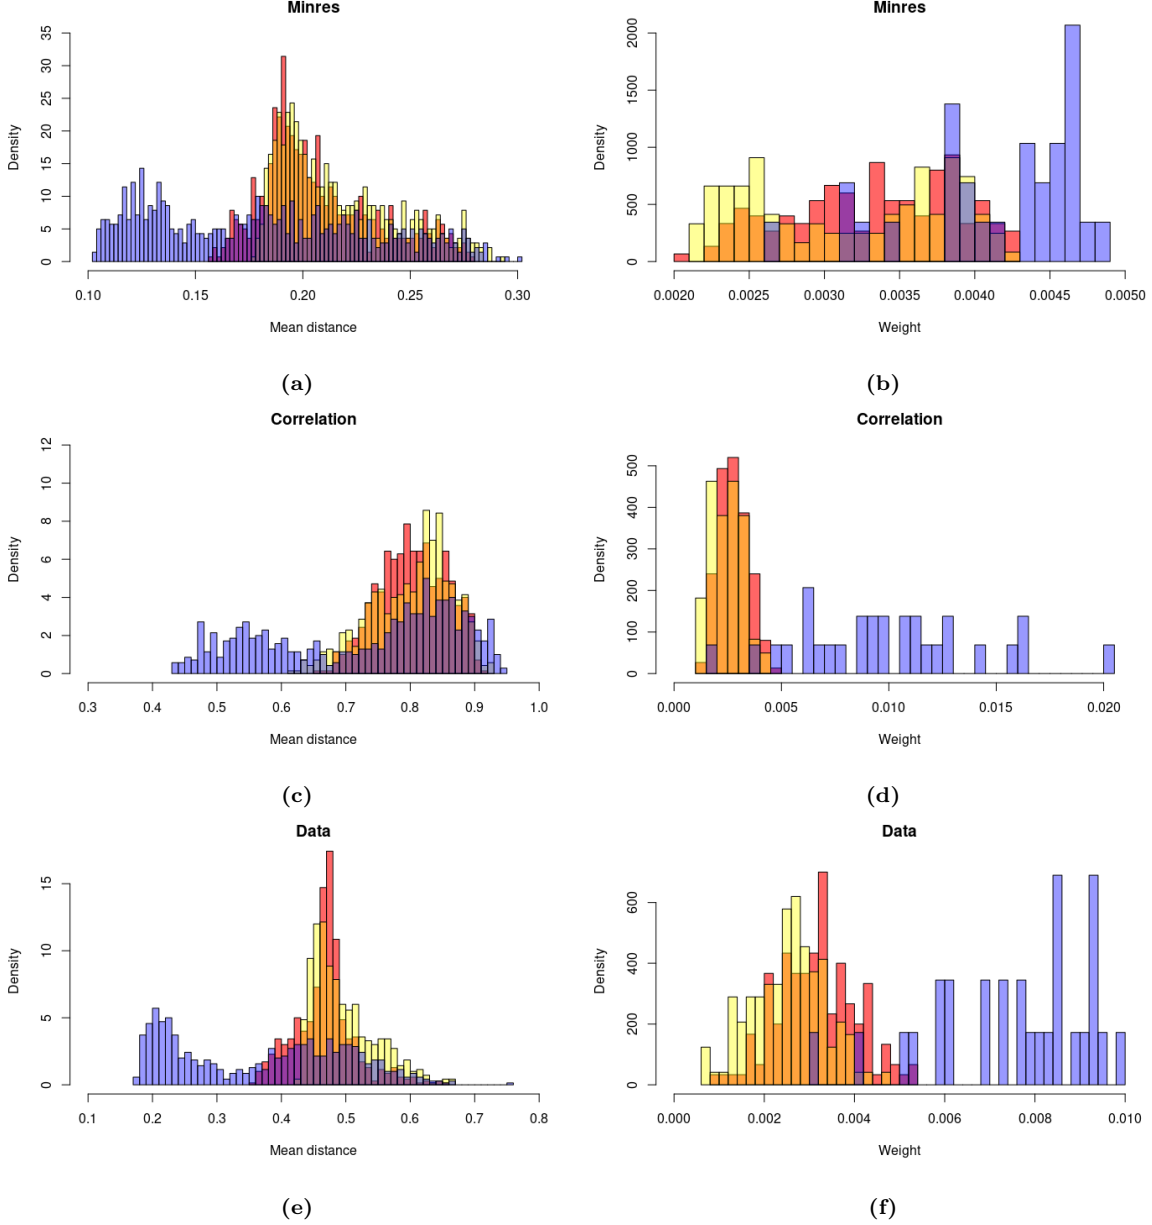 Minres
Density
0 5 10 15 20 25 30 35
0.10 0.15 0.20 0.25 0.30
Mean distance
(a)
Minres
Density
0 500 1000 1500 2000
0.0020 0.0025 0.0030 0.0035 0.0040 0.0045 0.0050
Weight
(b)
Correlation
Density
0 2 4 6 8 10 12
0.3 0.4 0.5 0.6 0.7 0.8 0.9 1.0
Mean distance
(c)
Correlation
Density
0 100 200 300 400 500
0.000 0.005 0.010 0.015 0.020
Weight
(d)
Data
Density
0 5 10 15
0.1 0.2 0.3 0.4 0.5 0.6 0.7 0.8
Mean distance
(e)
Data
Density
0 200 400 600
0.000 0.002 0.004 0.006 0.008 0.010
Weight
(f)